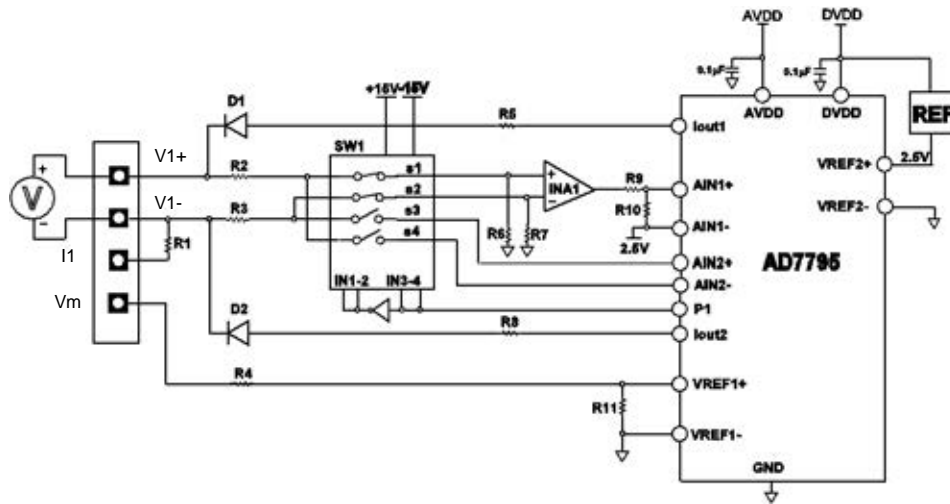 AVDD
DVDD
0.1µF
0.1µF
D1
R5
+15V
-15V
Iout1
AVDD
DVDD
REF
V1+
SW1
R2
s1
+
INA1
−
R9
AIN1+
VREF2+
2.5V
+
V
−
V1-
R3
s2
s3
s4
R6
R7
R10
2.5V
AIN1-
VREF2-
I1
R1
AIN2+
AD7795
AIN2-
IN1-2
IN3-4
P1
Vm
D2
R8
Iout2
R4
VREF1+
R11
VREF1-
GND